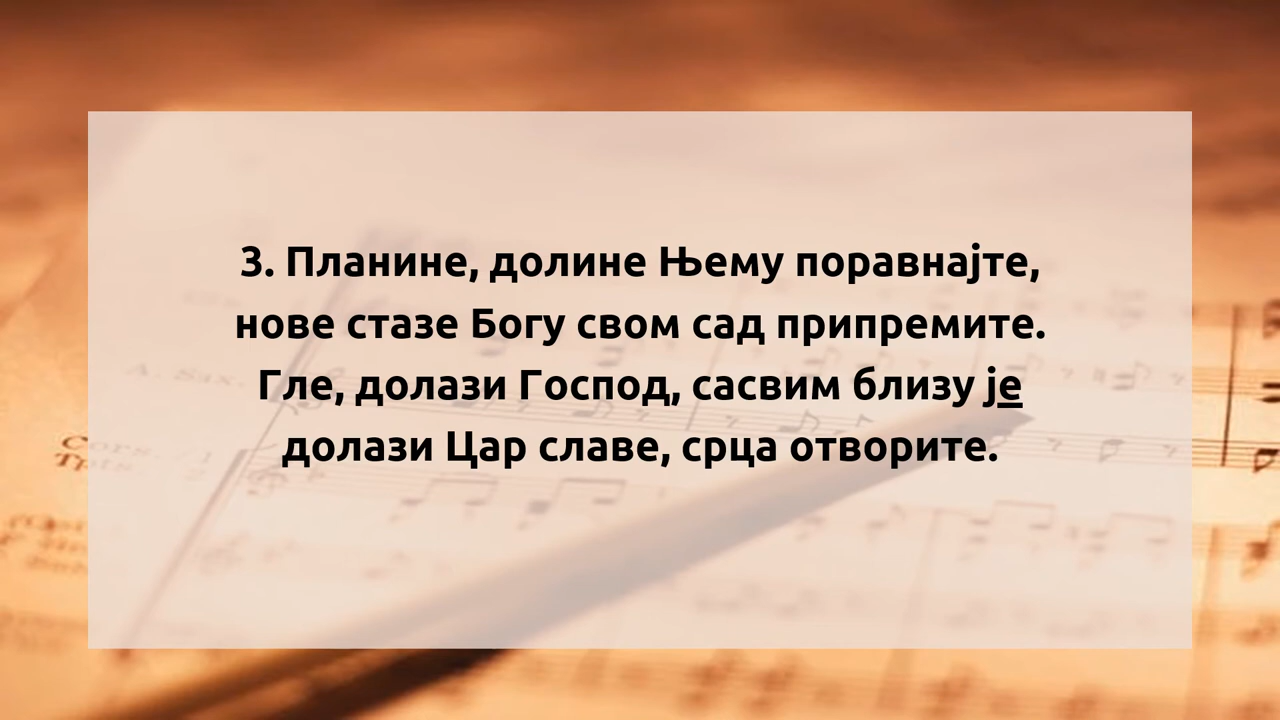 3. Планине, долине Њему поравнајте,
нове стазе Богу свом сад припремите.
Гле, долази Господ, сасвим близу је
долази Цар славе, срца отворите.